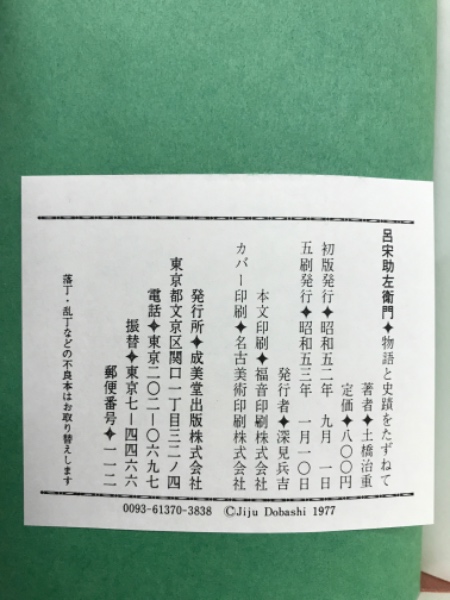 呂宋助左衛門✦物語と史蹟をたずねて
著者✦土橋治重
定価✦八〇〇円
初版発行✦昭和五二年　九月　一日
五刷発行✦昭和五三年　一月一〇日
発行者✦深見兵吉
本文印刷✦福音印刷株式会社
カバー印刷✦名古美術印刷株式会社
発行所✦成美堂出版株式会社
東京都文京区関口一丁目三二ノ四
電話✦東京二〇二―〇六九七
振替✦東京七―四四六六
郵便番号✦一一二
落丁・乱丁などの不良本はお取り替えします
0093-61370-3838　©Jiju Dobashi 1977